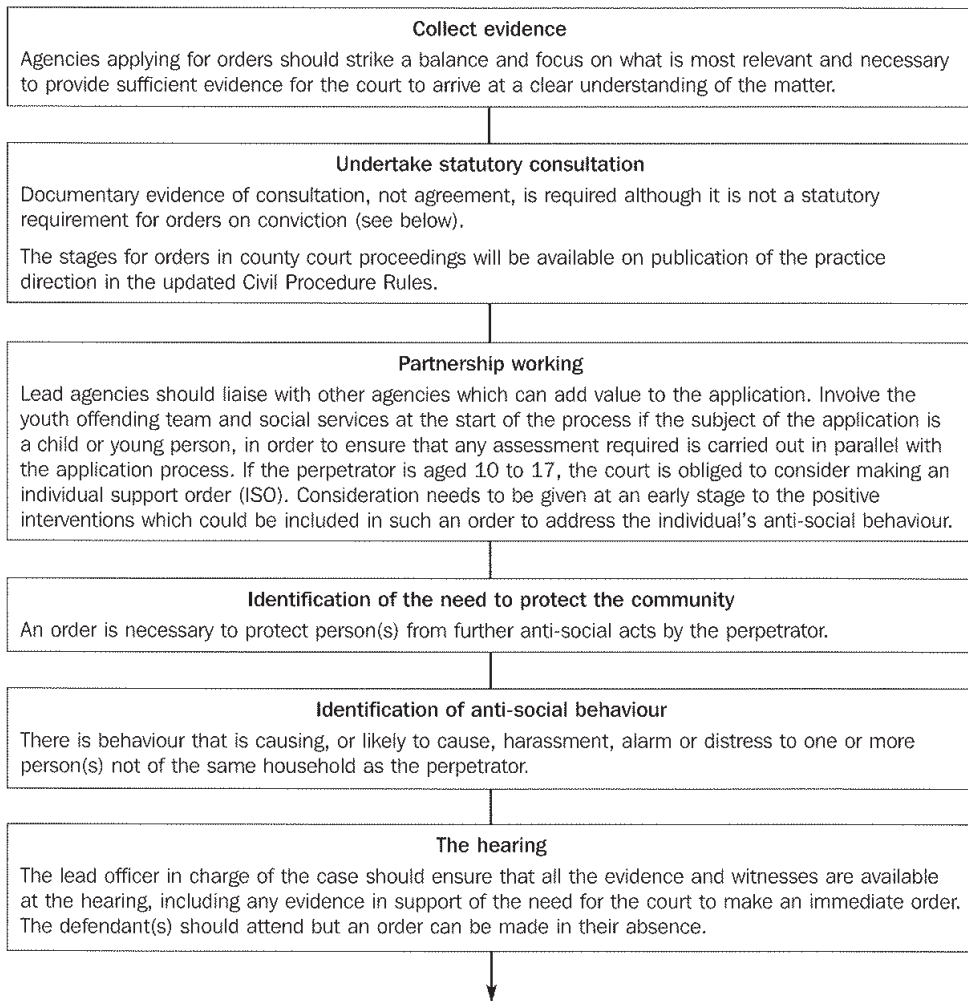 Collect evidence
Agencies applying for orders should strike a balance and focus on what is most relevant and necessary
to provide sufficient evidence for the court to arrive at a clear understanding of the matter.
Undertake statutory consultation
Documentary evidence of consultation, not agreement, is required although it is not a statutory
requirement for orders on conviction (see below).
The stages for orders in county court proceedings will be available on publication of the practice
direction in the updated Civil Procedure Rules.
Partnership working
Lead agencies should liaise with other agencies which can add value to the application. Involve the
youth offending team and social services at the start of the process if the subject of the application is
a child or young person, in order to ensure that any assessment required is carried out in parallel with
the application process. If the perpetrator is aged 10 to 17, the court is obliged to consider making an
individual support order (ISO). Consideration needs to be given at an early stage to the positive
interventions which could be included in such an order to address the individual's anti-social behaviour.
Identification of the need to protect the community
An order is necessary to protect person(s) from further anti-social acts by the perpetrator.
Identification of anti-social behaviour
There is behaviour that is causing, or likely to cause, harassment, alarm or distress to one or more
person(s) not of the same household as the perpetrator.
The hearing
The lead officer in charge of the case should ensure that all the evidence and witnesses are available
at the hearing, including any evidence in support of the need for the court to make an immediate order.
The defendant(s) should attend but an order can be made in their absence.